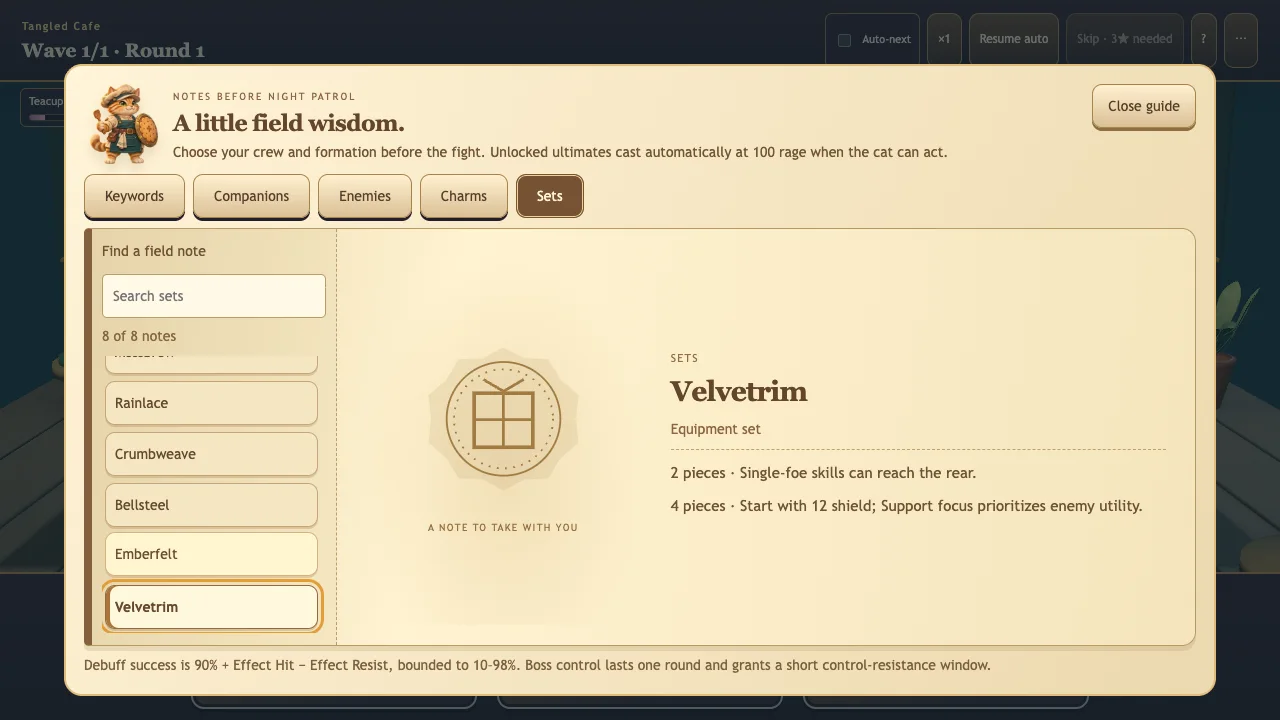 Tangled Cafe
Wave 1/1 · Round 1
Auto-next
×1
Resume auto
Skip · 3★ needed
?
···
Teacup
NOTES BEFORE NIGHT PATROL
A little field wisdom.
Choose your crew and formation before the fight. Unlocked ultimates cast automatically at 100 rage when the cat can act.
Close guide
Keywords
Companions
Enemies
Charms
Sets
Find a field note
Search sets
8 of 8 notes
Rainlace
Crumbweave
Bellsteel
Emberfelt
Velvetrim
A NOTE TO TAKE WITH YOU
SETS
Velvetrim
Equipment set
2 pieces · Single-foe skills can reach the rear.
4 pieces · Start with 12 shield; Support focus prioritizes enemy utility.
Debuff success is 90% + Effect Hit − Effect Resist, bounded to 10–98%. Boss control lasts one round and grants a short control-resistance window.